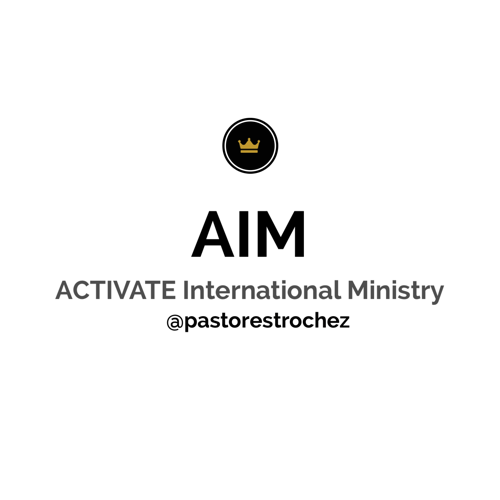 AIM
ACTIVATE International Ministry
@pastorestrochez